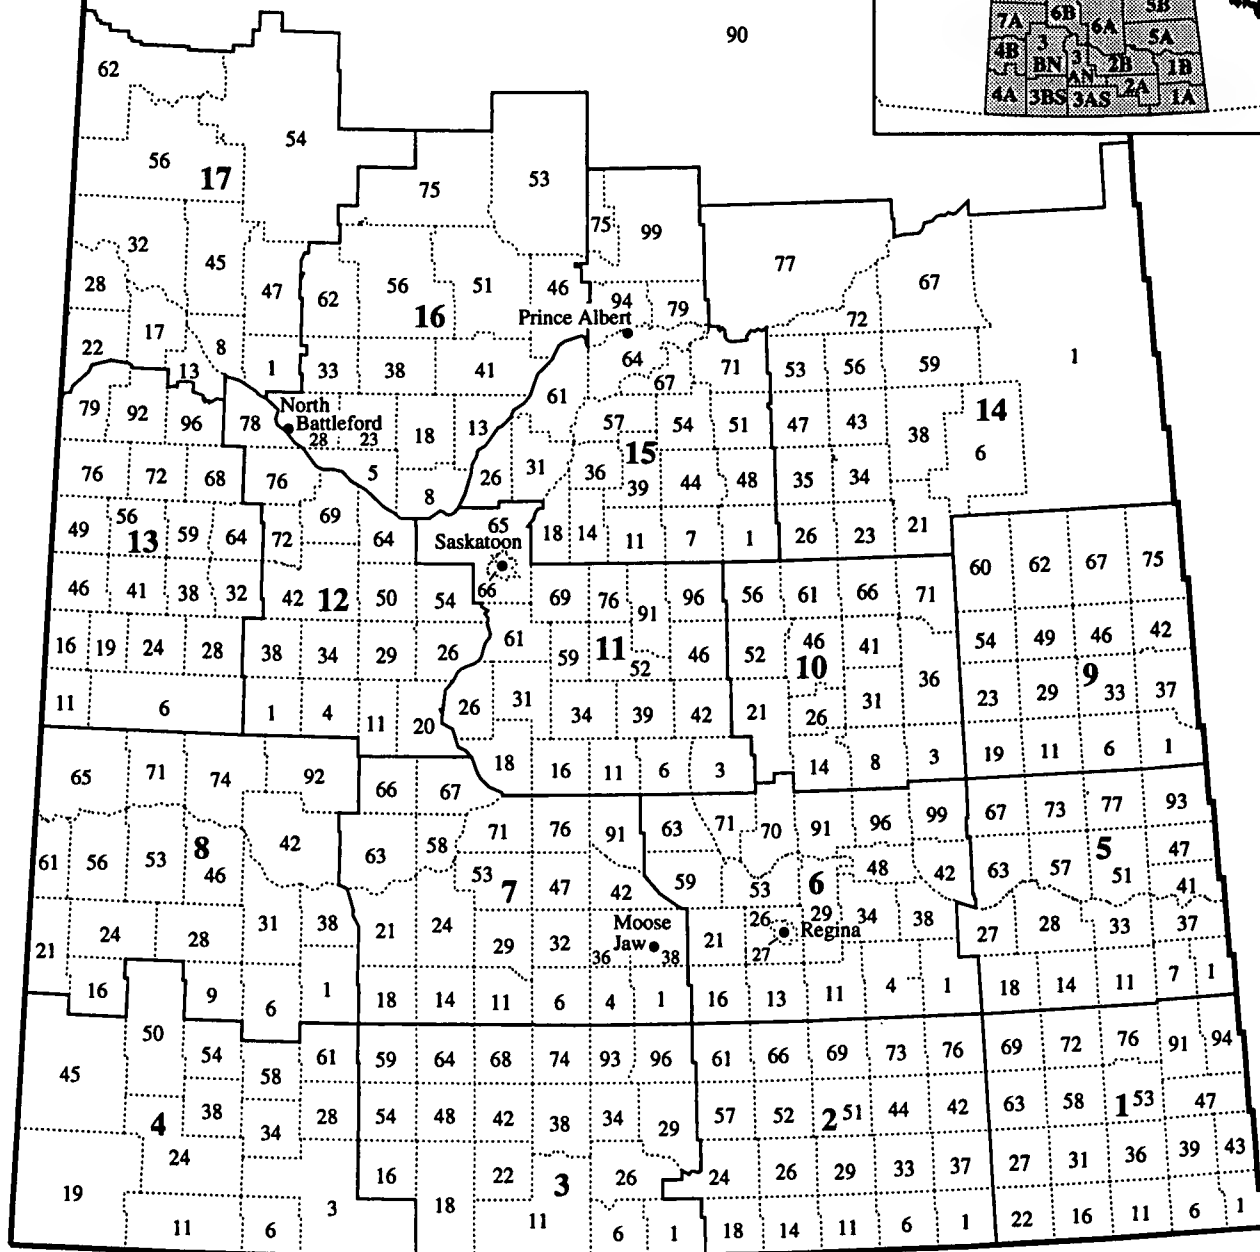 90
6B 5B
7A 6A
4B 3 5A
BN 3 2B 1B
AN
4A 3BS 3AS 2A 1A
62
54
56 17
75 53
75 99
32 45
77
28 47 62 56 51 46
67
16 94 79
Prince Albert
72
17 8
22 13 1 33 38 41 64 71 53 56 59 1
67
61
79 92 96 78 North
Battleford
28 23 18 13 57 54 51 47 43 38 14
15 6
76 72 68 76 5 8 26 31 36 39 44 48 35 34
56 69 65
49 13 59 64 72 64 Saskatoon 18 14 11 7 1 26 23 21
66
60 62 67 75
46 41 38 32 42 12 50 54 69 76 91 96 56 61 66 71
61 46 41 54 49 46 42
16 19 24 28 38 34 29 26 59 11 52 46 52 10 36
9
11 6 1 4 11 20 26 31 34 39 42 21 26 31 23 29 33 37
18 16 11 6 3 14 8 3 19 11 6 1
65 71 74 92 66 67
71 76 91 63 71 70 91 96 99 67 73 77 93
61 56 53 8 46 42 63 58 5 47
53 7 47 42 59 53 6 48 42 63 57 51 41
21 24 28 31 38 21 24 29 32 Moose
Jaw
36 38 21 26 29 Regina 34 38 27 28 33 37
27
16 9 6 1 18 14 11 6 4 1 16 13 11 4 1 18 14 11 7 1
50
45 54 58 61 59 64 68 74 93 96 61 66 69 73 76 69 72 76 91 94
4 38 34 28 54 48 42 38 34 29 57 52 2 51 44 42 63 58 1 53 47
24
19 16 22 3 26 24 26 29 33 37 27 31 36 39 43
3 18 11
11 6 6 1 18 14 11 6 1 22 16 11 6 1